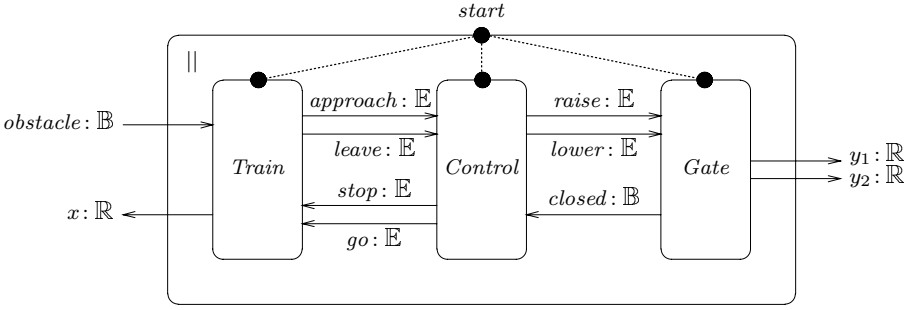 start
||
approach: 𝔼
raise: 𝔼
obstacle: 𝔹
leave: 𝔼
lower: 𝔼
Train
Control
Gate
y₁: ℝ
y₂: ℝ
stop: 𝔼
closed: 𝔹
x: ℝ
go: 𝔼